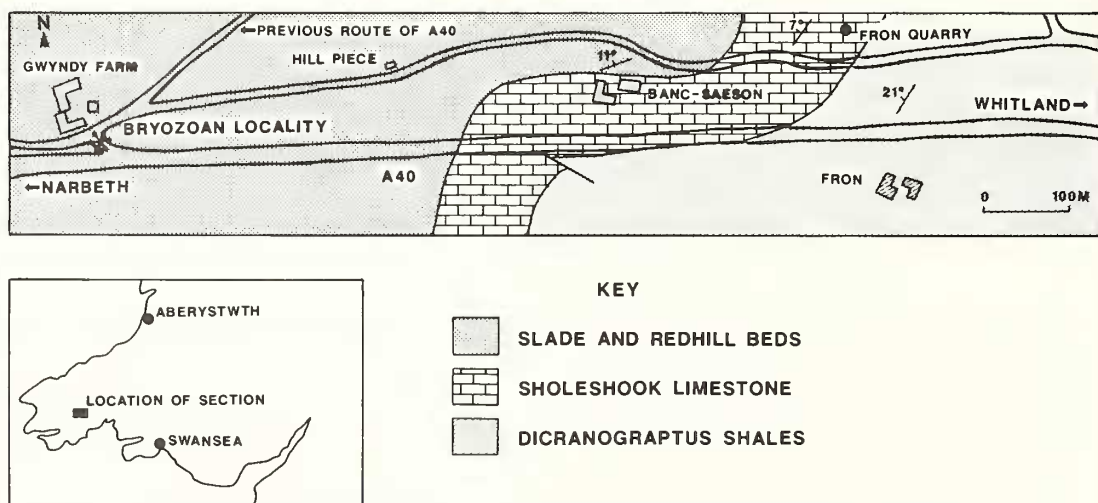 N
←PREVIOUS ROUTE OF A40
7°
FRON QUARRY
GWYNDY FARM
HILL PIECE
11°
BANC-SAESON
21°
WHITLAND→
BRYOZOAN LOCALITY
←NARBETH
A40
FRON
0 100M
ABERYSTWTH
LOCATION OF SECTION
SWANSEA
KEY
SLADE AND REDHILL BEDS
SHOLESHOOK LIMESTONE
DICRANOGRAPTUS SHALES